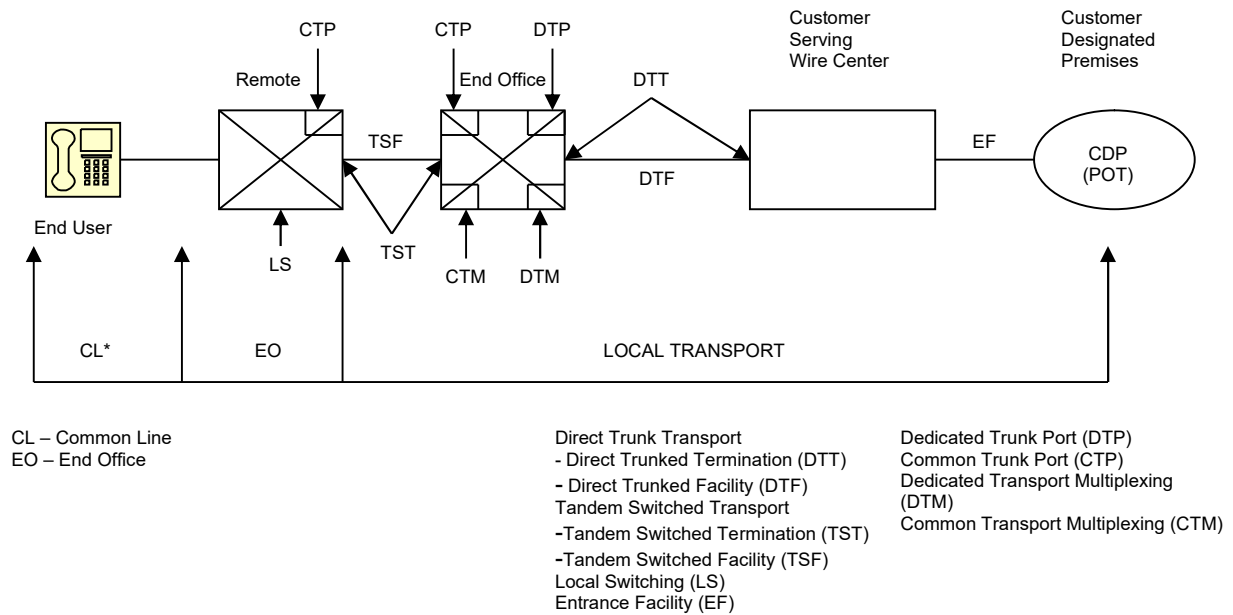 Customer
Serving
Wire Center
Customer
Designated
Premises
CTP
CTP
DTP
Remote
End Office
DTT
TSF
DTF
EF
CDP
(POT)
End User
LS
TST
CTM
DTM
CL*
EO
LOCAL TRANSPORT
CL – Common Line
EO – End Office
Direct Trunk Transport
- Direct Trunked Termination (DTT)
- Direct Trunked Facility (DTF)
Tandem Switched Transport
-Tandem Switched Termination (TST)
-Tandem Switched Facility (TSF)
Local Switching (LS)
Entrance Facility (EF)
Dedicated Trunk Port (DTP)
Common Trunk Port (CTP)
Dedicated Transport Multiplexing
(DTM)
Common Transport Multiplexing (CTM)